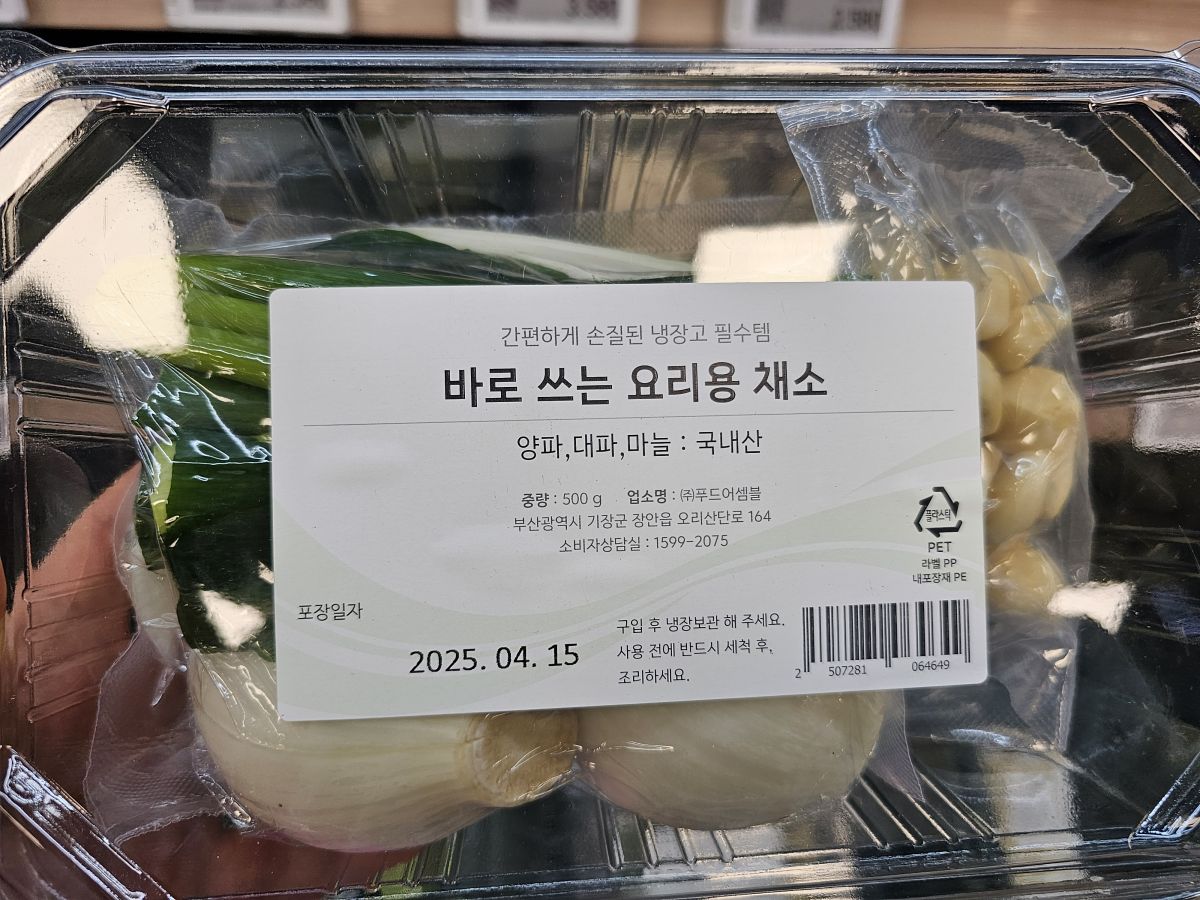 3,580
2,980
간편하게 손질된 냉장고 필수템
바로 쓰는 요리용 채소
양파,대파,마늘 : 국내산
중량 : 500 g 업소명 : ㈜푸드어셈블
부산광역시 기장군 장안읍 오리산단로 164
소비자상담실 : 1599-2075
플라스틱
PET
라벨 PP
내포장재 PE
포장일자
2025. 04. 15
구입 후 냉장보관 해 주세요.
사용 전에 반드시 세척 후,
조리하세요.
2 507281 064649